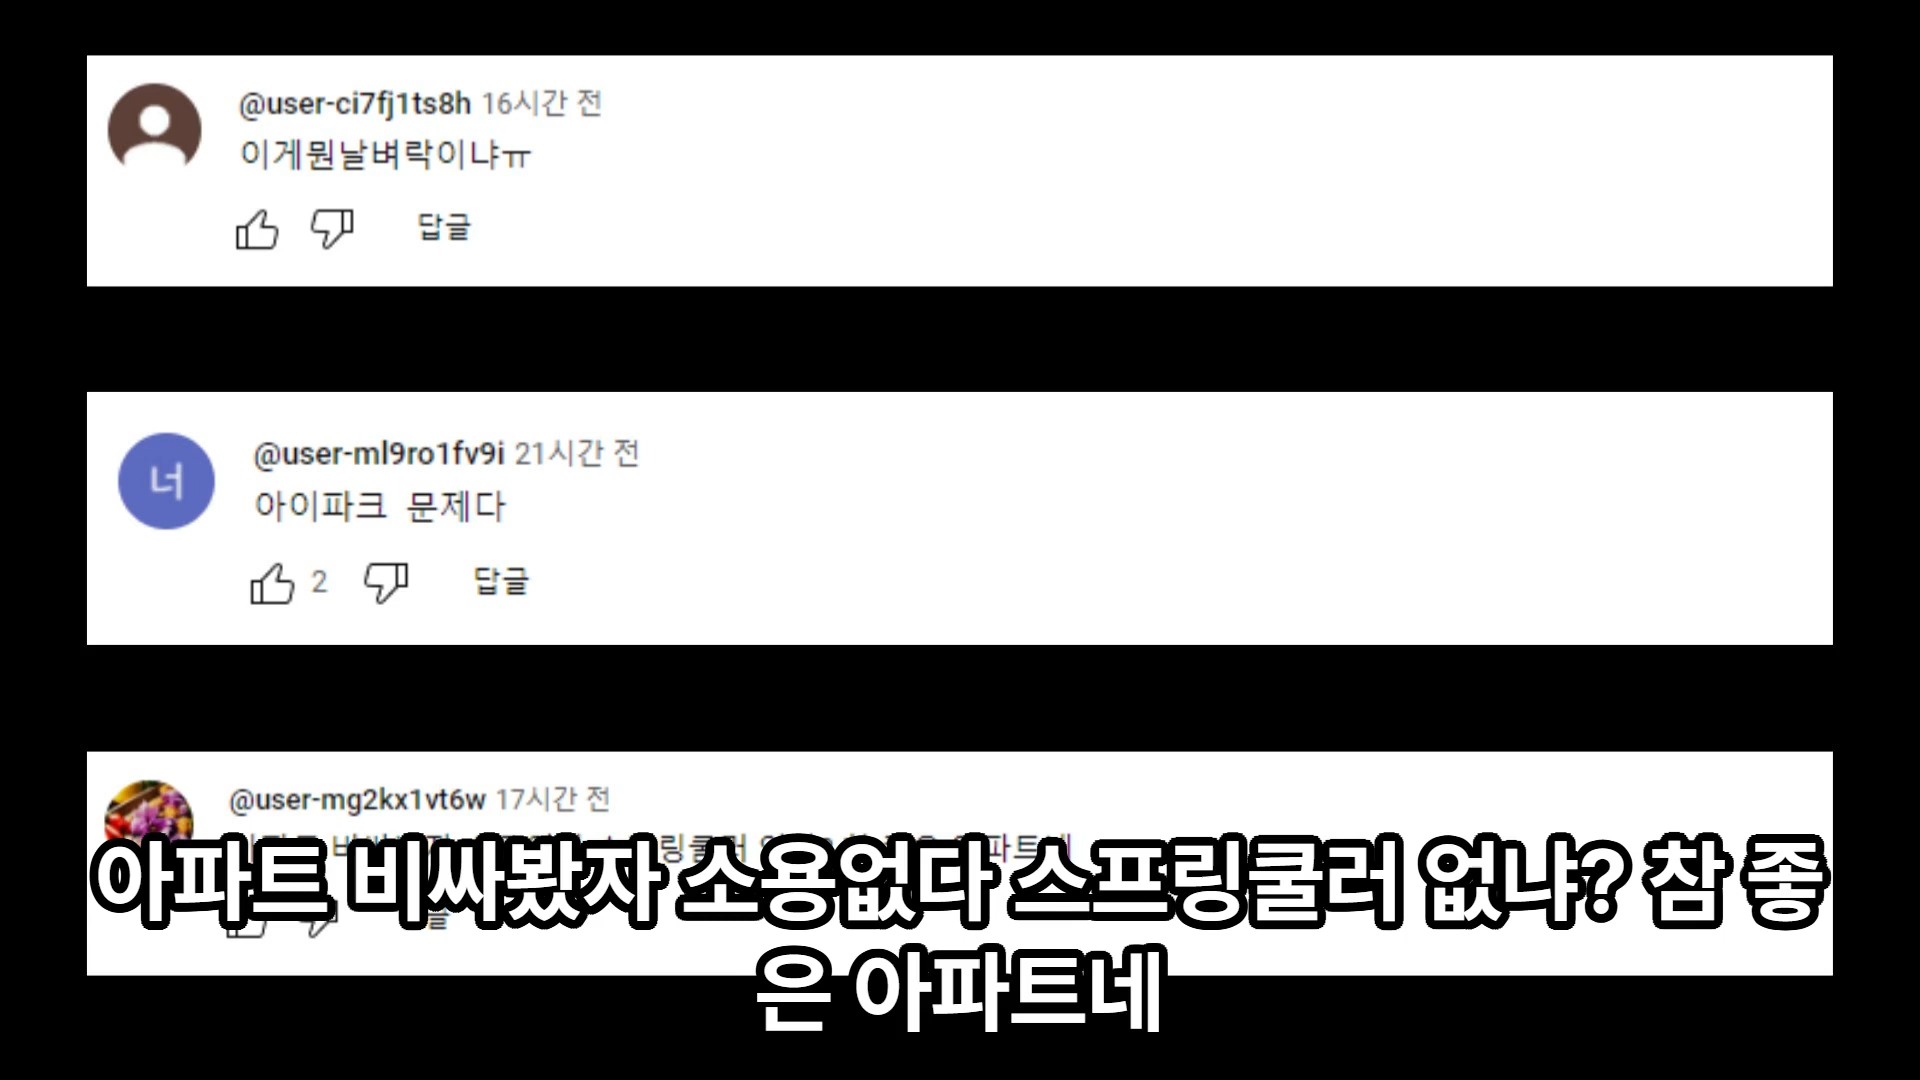 @user-ci7fj1ts8h 16시간 전
이게뭔날벼락이냐ㅠ
답글
너
@user-ml9ro1fv9i 21시간 전
아이파크 문제다
2 답글
@user-mg2kx1vt6w 17시간 전
아파트 비싸봤자 소용없다 스프링쿨러 없냐? 참 좋
은 아파트네